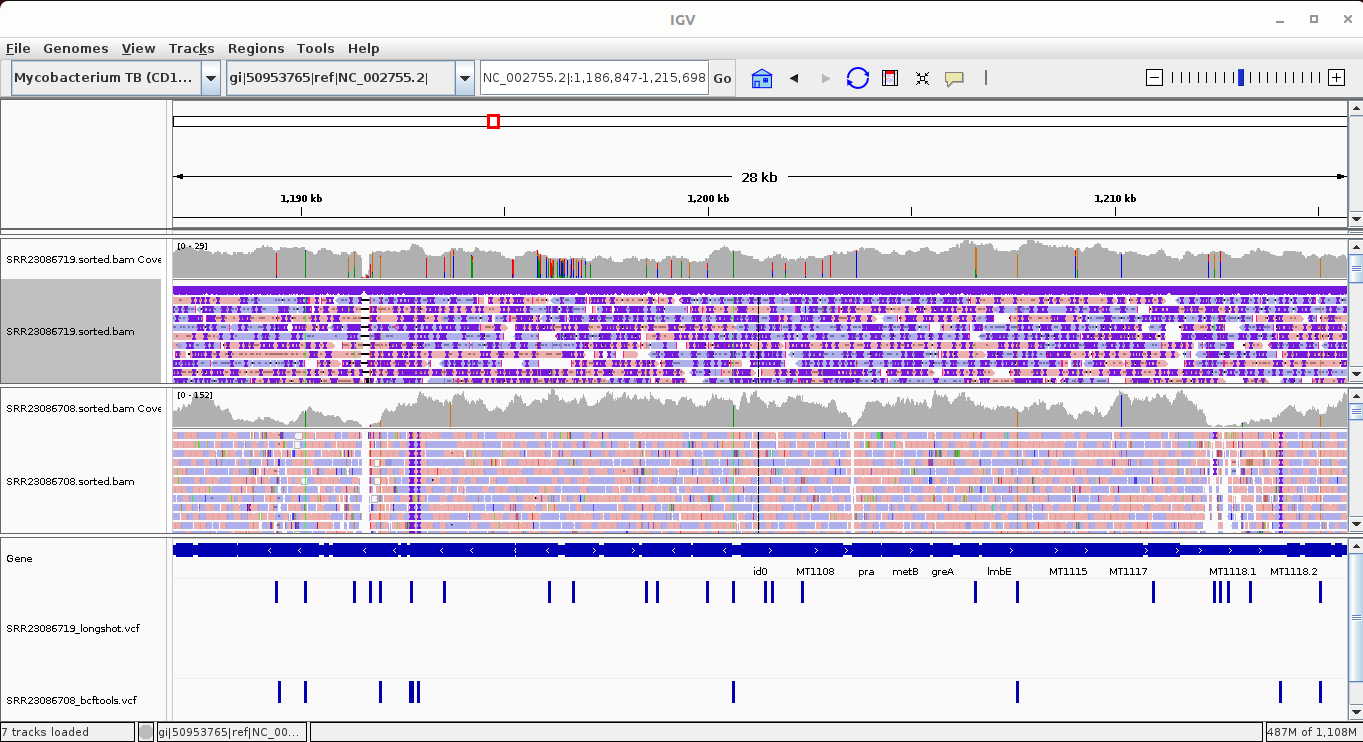 IGV
File Genomes View Tracks Regions Tools Help
Mycobacterium TB (CD1... gi|50953765|ref|NC_002755.2| NC_002755.2|:1,186,847-1,215,698 Go
28 kb
1,190 kb 1,200 kb 1,210 kb
[0 - 29]
SRR23086719.sorted.bam Cove
SRR23086719.sorted.bam
[0 - 152]
SRR23086708.sorted.bam Cove
SRR23086708.sorted.bam
Gene
id0 MT1108 pra metB greA lmbE MT1115 MT1117 MT1118.1 MT1118.2
SRR23086719_longshot.vcf
SRR23086708_bcftools.vcf
7 tracks loaded gi|50953765|ref|NC_00... 487M of 1,108M